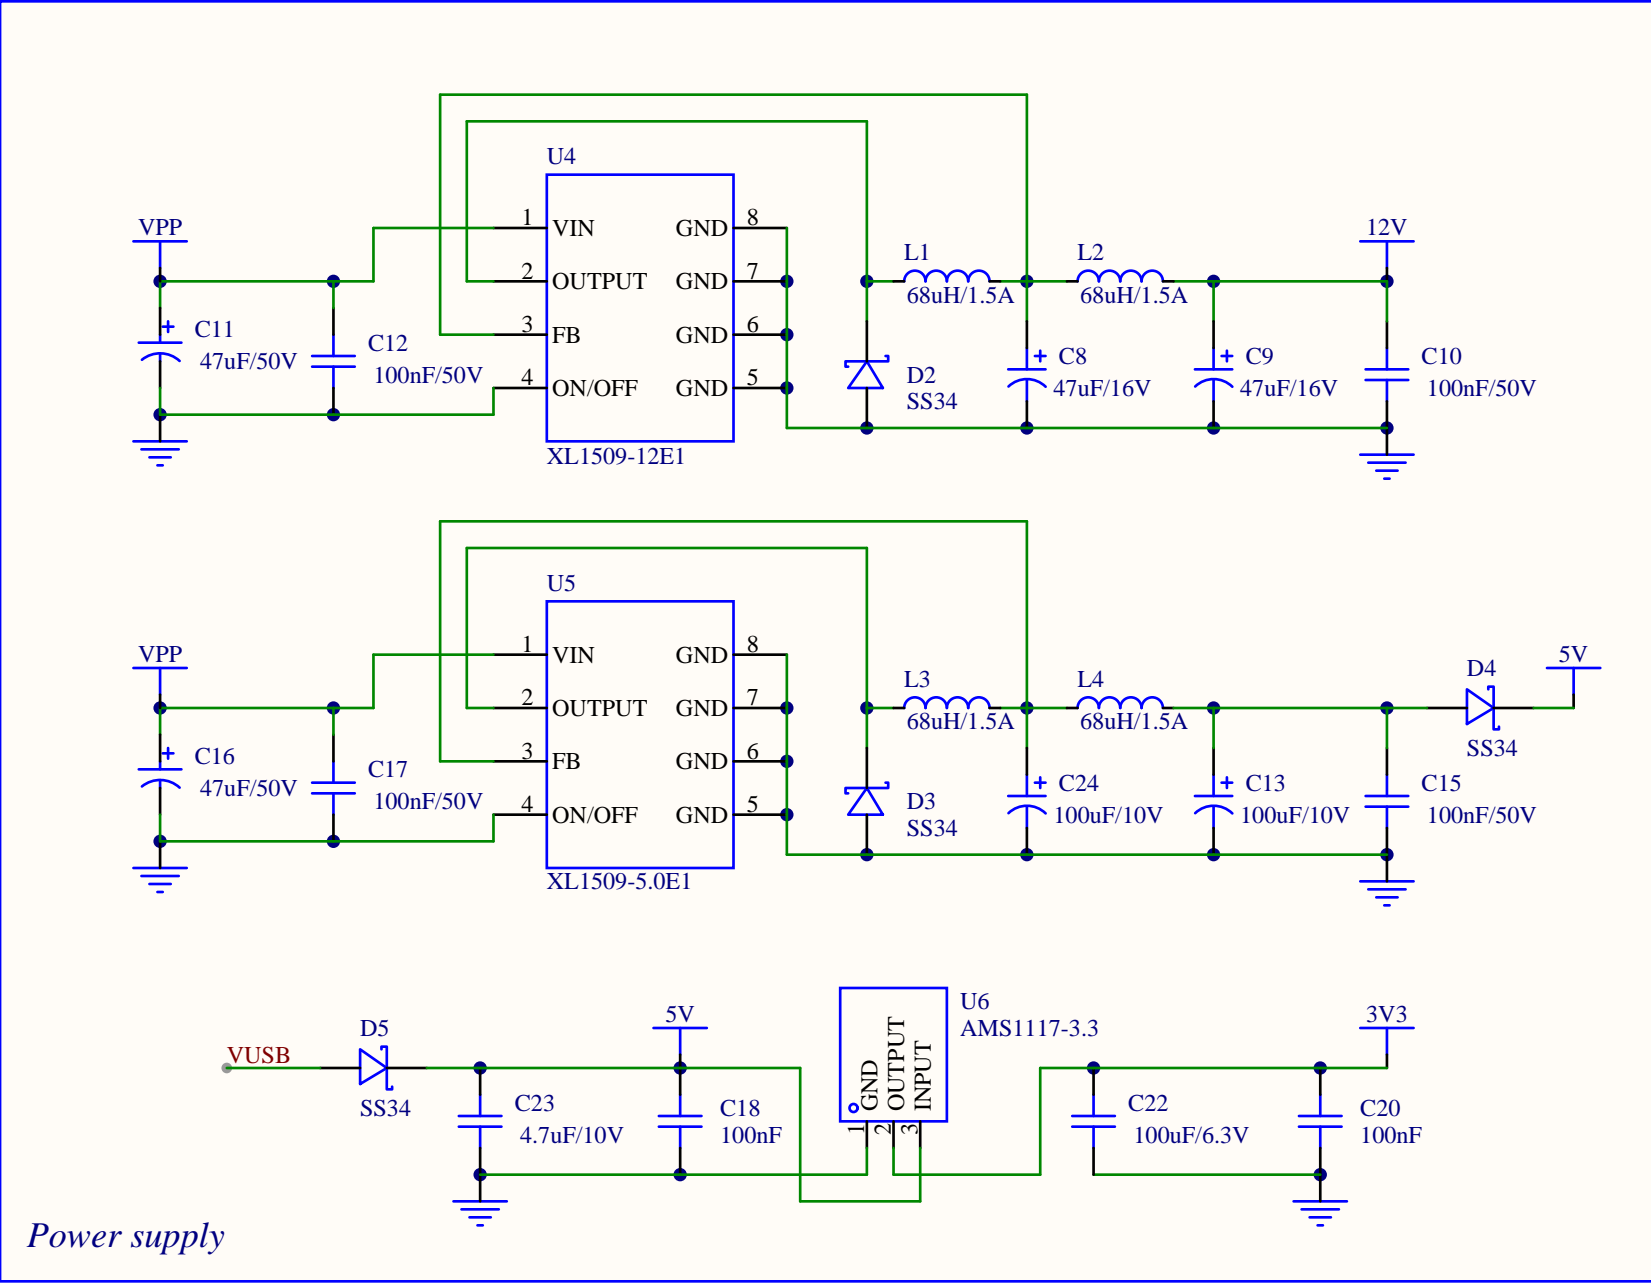 U4
VPP
1 VIN GND 8
12V
L1
L2
2 OUTPUT GND 7
68uH/1.5A
68uH/1.5A
+ C11
47uF/50V
C12
100nF/50V
3 FB GND 6
4 ON/OFF GND 5
D2
SS34
+ C8
47uF/16V
+ C9
47uF/16V
C10
100nF/50V
XL1509-12E1
U5
VPP
1 VIN GND 8
5V
L3
L4
D4
2 OUTPUT GND 7
68uH/1.5A
68uH/1.5A
SS34
+ C16
47uF/50V
C17
100nF/50V
3 FB GND 6
4 ON/OFF GND 5
D3
SS34
+ C24
100uF/10V
+ C13
100uF/10V
C15
100nF/50V
XL1509-5.0E1
U6
AMS1117-3.3
D5
5V
3V3
VUSB
SS34
C23
4.7uF/10V
C18
100nF
1 GND
2 OUTPUT
3 INPUT
C22
100uF/6.3V
C20
100nF
Power supply